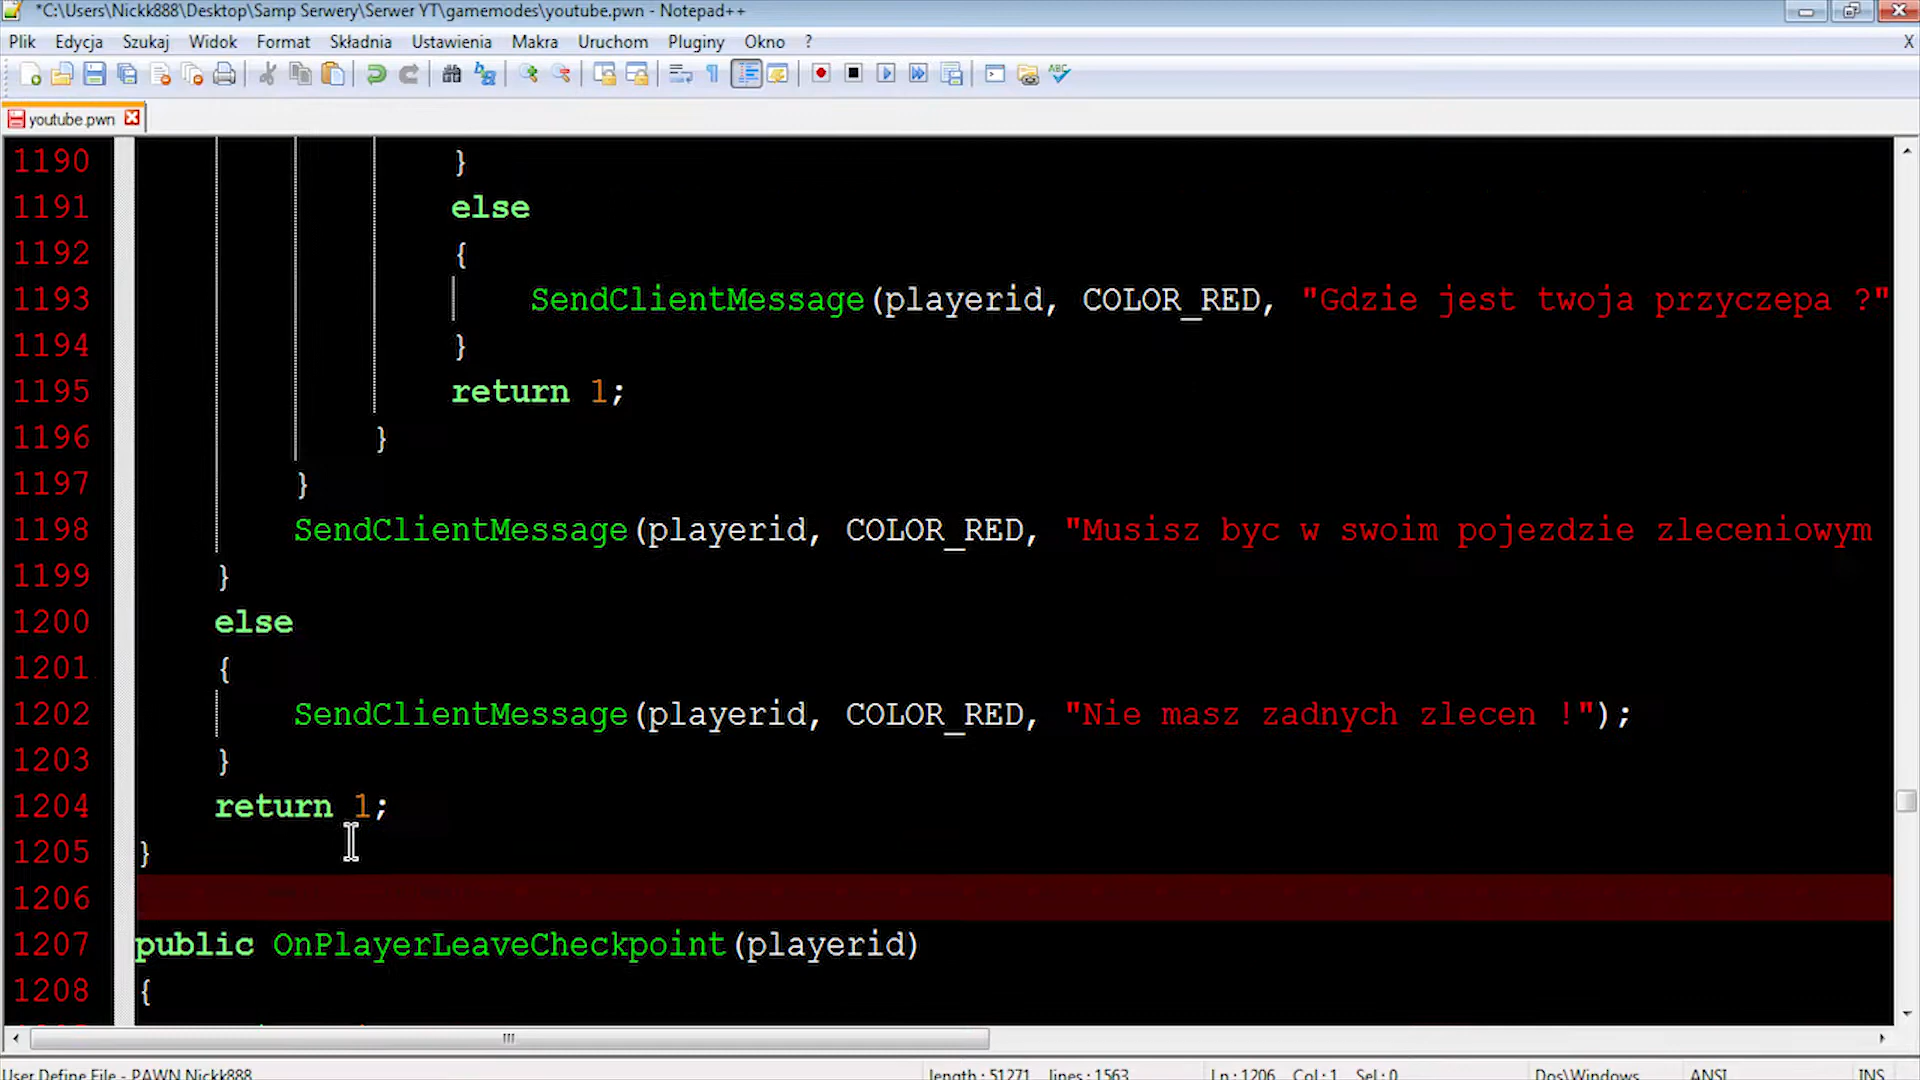 *C:\Users\Nickk888\Desktop\Samp Serwery\Serwer YT\gamemodes\youtube.pwn - Notepad++
Plik Edycja Szukaj Widok Format Składnia Ustawienia Makra Uruchom Pluginy Okno ? X
youtube.pwn
1190 }
1191 else
1192 {
1193 SendClientMessage(playerid, COLOR_RED, "Gdzie jest twoja przyczepa ?"
1194 }
1195 return 1;
1196 }
1197 }
1198 SendClientMessage(playerid, COLOR_RED, "Musisz byc w swoim pojezdzie zleceniowym
1199 }
1200 else
1201 {
1202 SendClientMessage(playerid, COLOR_RED, "Nie masz zadnych zlecen !");
1203 }
1204 return 1;
1205 }
1206
1207 public OnPlayerLeaveCheckpoint(playerid)
1208 {
User Define File - PAWN Nickk888 length : 51271 lines : 1563 Ln : 1206 Col : 1 Sel : 0 Dos\Windows ANSI INS